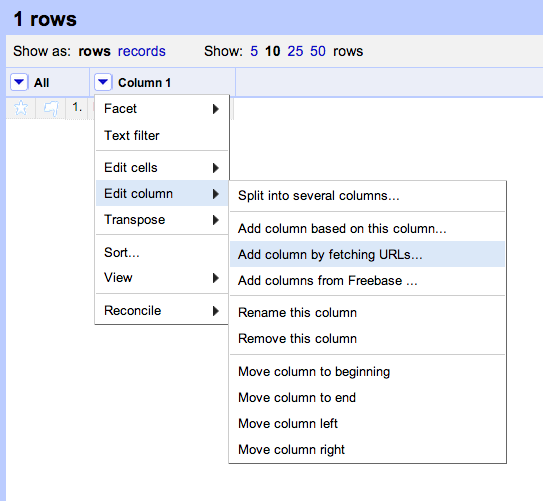 1 rows
Show as: rows records Show: 5 10 25 50 rows
All Column 1
1.
Facet
Text filter
Edit cells
Edit column
Transpose
Sort...
View
Reconcile
Split into several columns...
Add column based on this column...
Add column by fetching URLs...
Add columns from Freebase ...
Rename this column
Remove this column
Move column to beginning
Move column to end
Move column left
Move column right